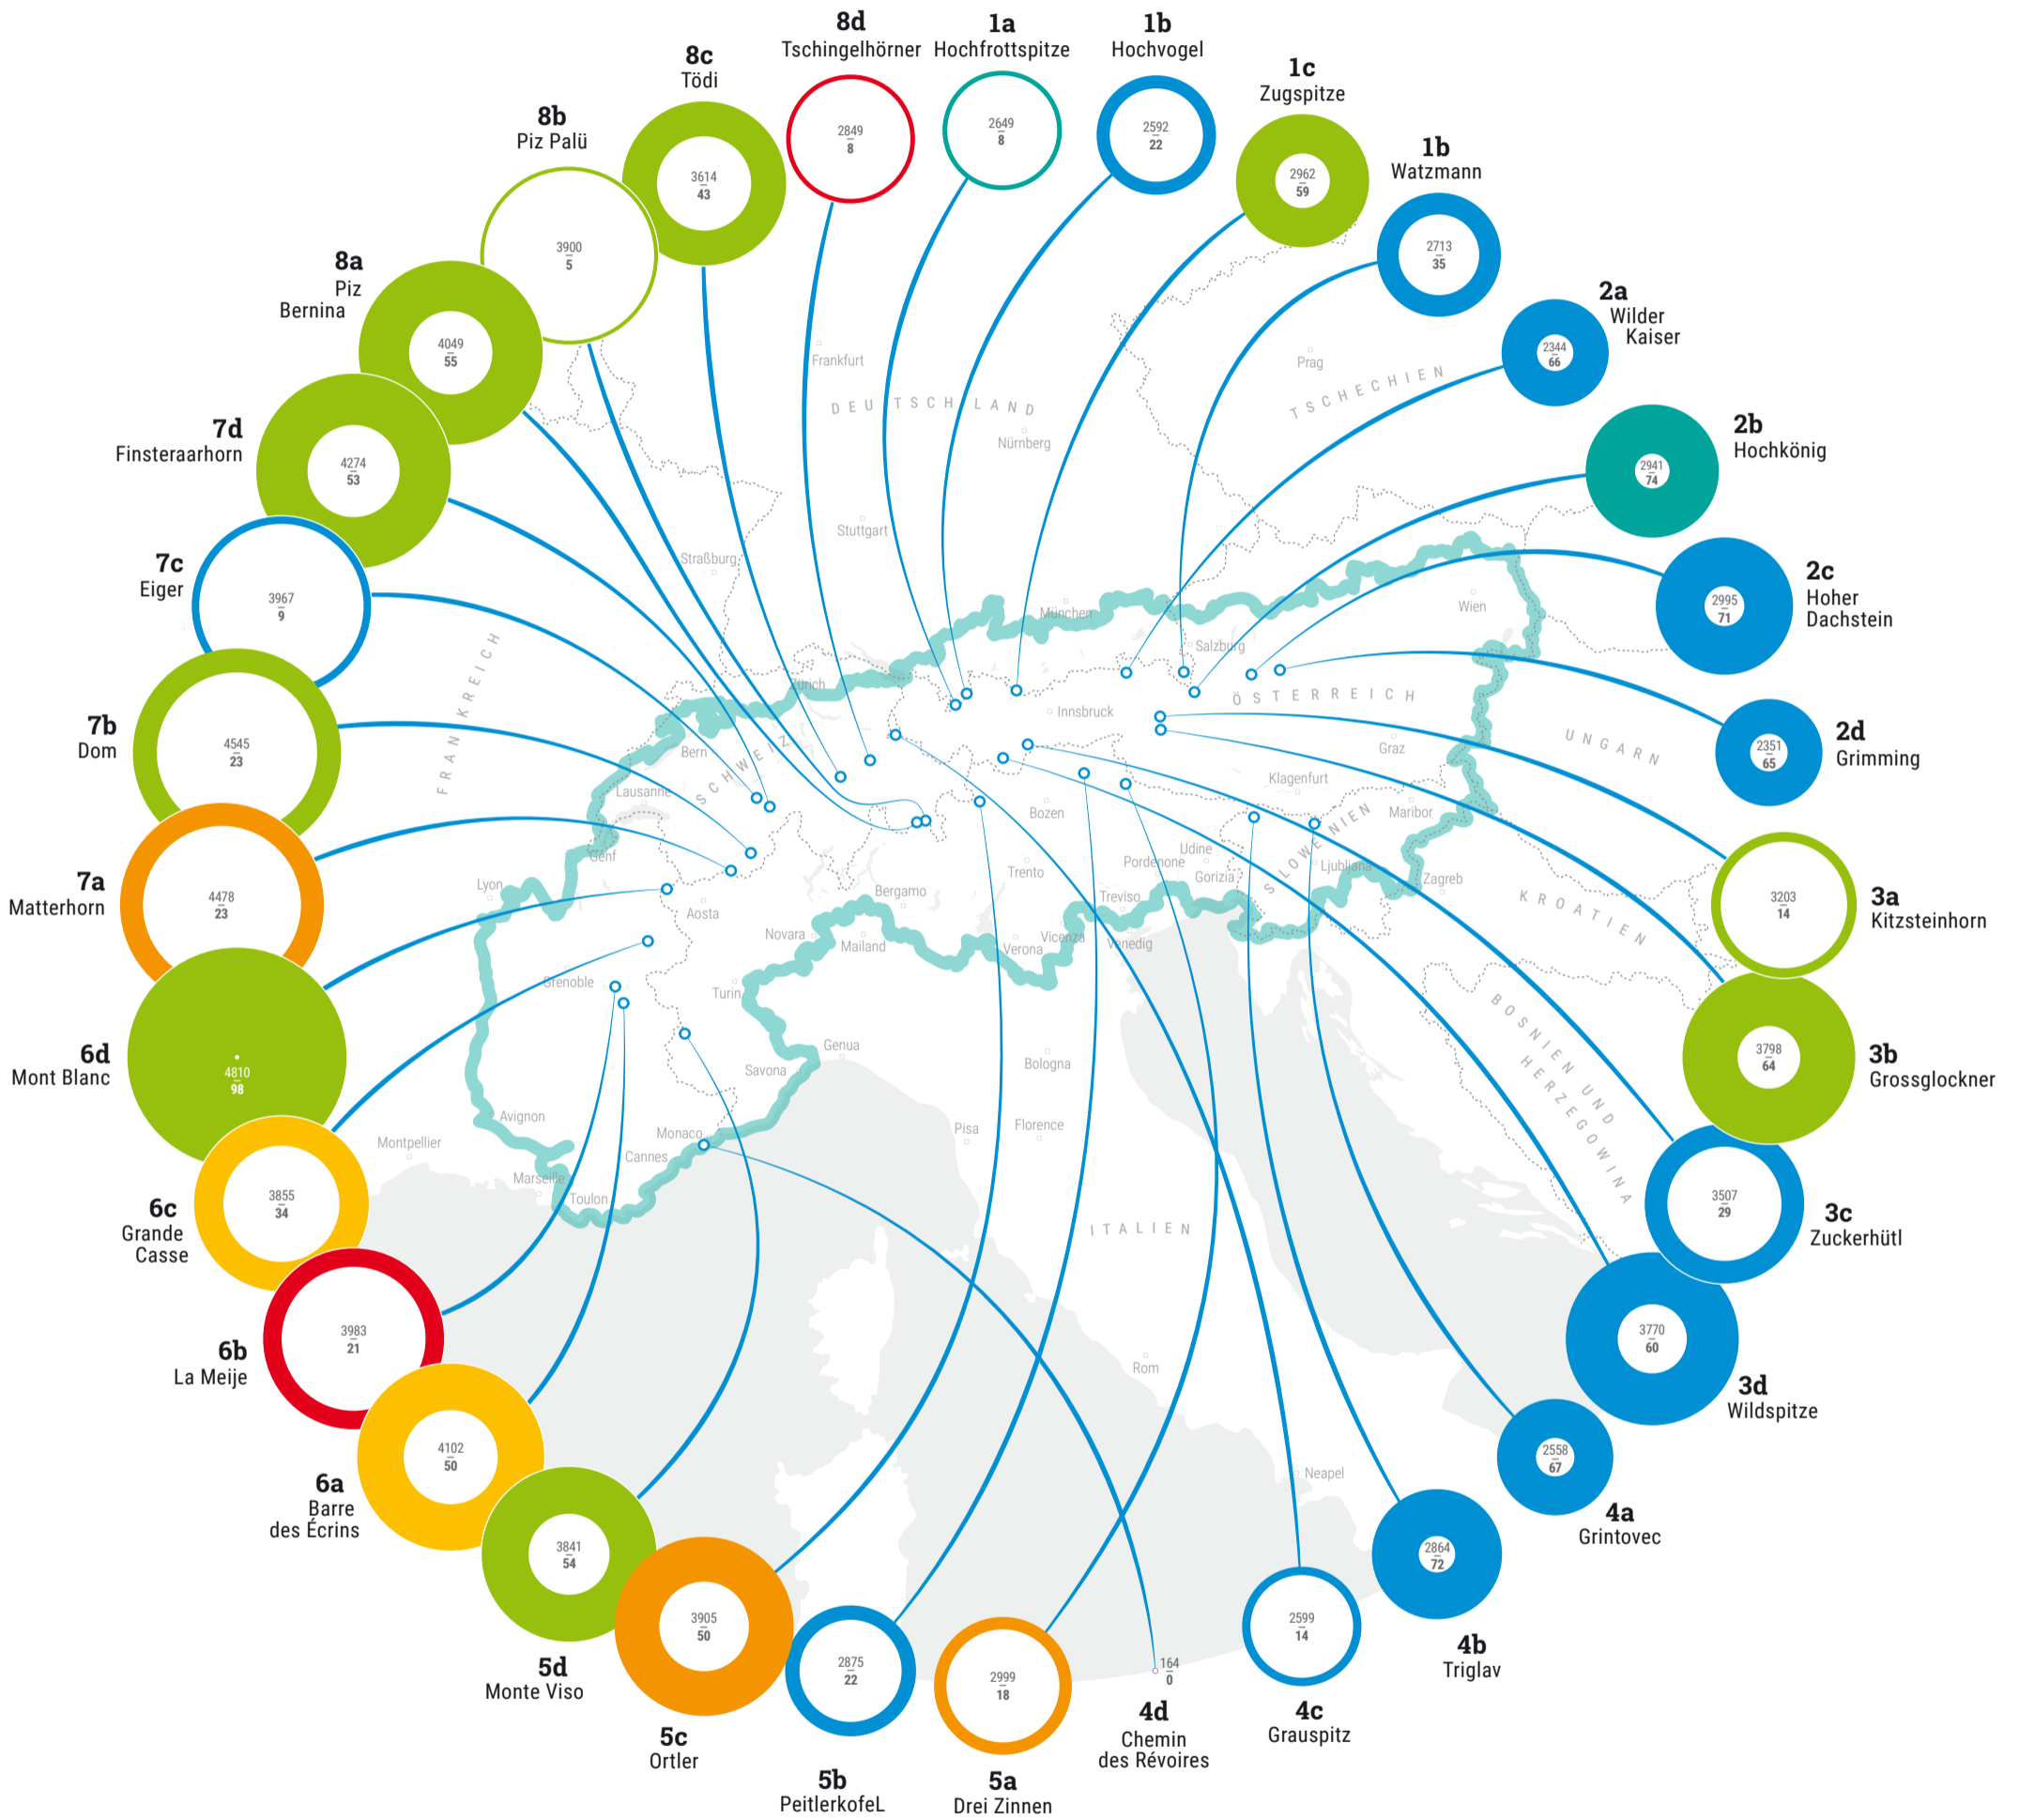 8d
Tschingelhörner
2849
8
1a
Hochfrottspitze
2649
8
1b
Hochvogel
2592
22
1c
Zugspitze
2962
59
1b
Watzmann
2713
35
2a
Wilder
Kaiser
2344
66
2b
Hochkönig
2941
74
2c
Hoher
Dachstein
2995
71
2d
Grimming
2351
65
3a
Kitzsteinhorn
3203
14
3b
Grossglockner
3798
64
3c
Zuckerhütl
3507
29
3d
Wildspitze
3770
60
4a
Grintovec
2558
67
4b
Triglav
2864
72
4c
Grauspitz
2599
14
4d
Chemin
des Révoires
164
0
5a
Drei Zinnen
2999
18
5b
PeitlerkofeL
2875
22
5c
Ortler
3905
50
5d
Monte Viso
3841
54
6a
Barre
des Écrins
4102
50
6b
La Meije
3983
21
6c
Grande
Casse
3855
34
6d
Mont Blanc
4810
98
7a
Matterhorn
4478
23
7b
Dom
4545
23
7c
Eiger
3967
9
7d
Finsteraarhorn
4274
53
8a
Piz
Bernina
4049
55
8b
Piz Palü
3900
5
8c
Tödi
3614
43
Frankfurt
DEUTSCHLAND
Nürnberg
Prag
TSCHECHIEN
Stuttgart
Straßburg
München
Salzburg
Wien
Zürich
FRANKREICH
Bern
SCHWEIZ
Lausanne
Genf
Innsbruck
ÖSTERREICH
Graz
UNGARN
Klagenfurt
Maribor
Bozen
SLOWENIEN
Udine
Pordenone
Gorizia
Ljubljana
Zagreb
KROATIEN
Lyon
Aosta
Bergamo
Trento
Treviso
Novara
Mailand
Verona
Vicenza
Venedig
Grenoble
Turin
BOSNIEN UND
HERZEGOWINA
Genua
Savona
Bologna
Avignon
Montpellier
Monaco
Cannes
Marseille
Toulon
Pisa
Florence
ITALIEN
Rom
Neapel